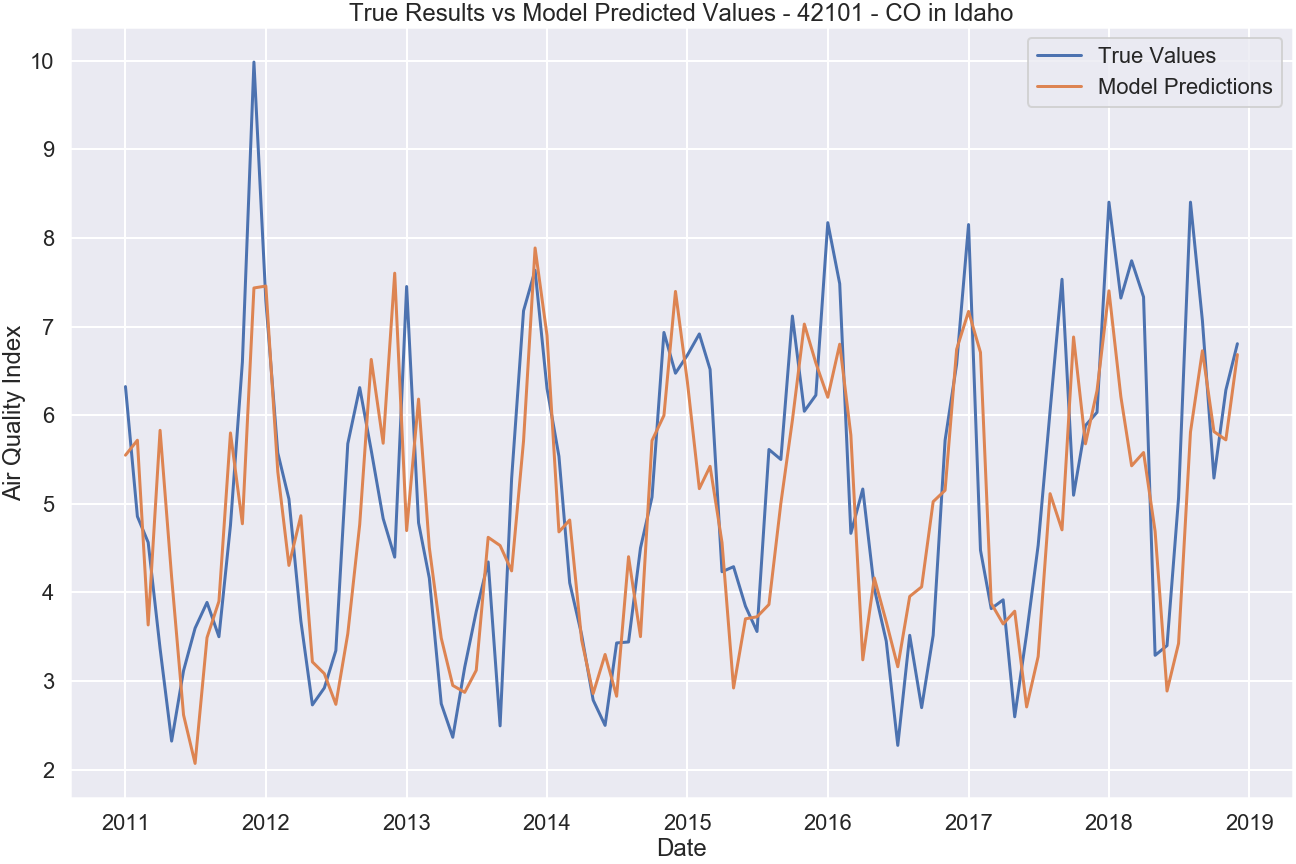 True Results vs Model Predicted Values - 42101 - CO in Idaho
True Values
Model Predictions
Air Quality Index
10
9
8
7
6
5
4
3
2
2011 2012 2013 2014 2015 2016 2017 2018 2019
Date